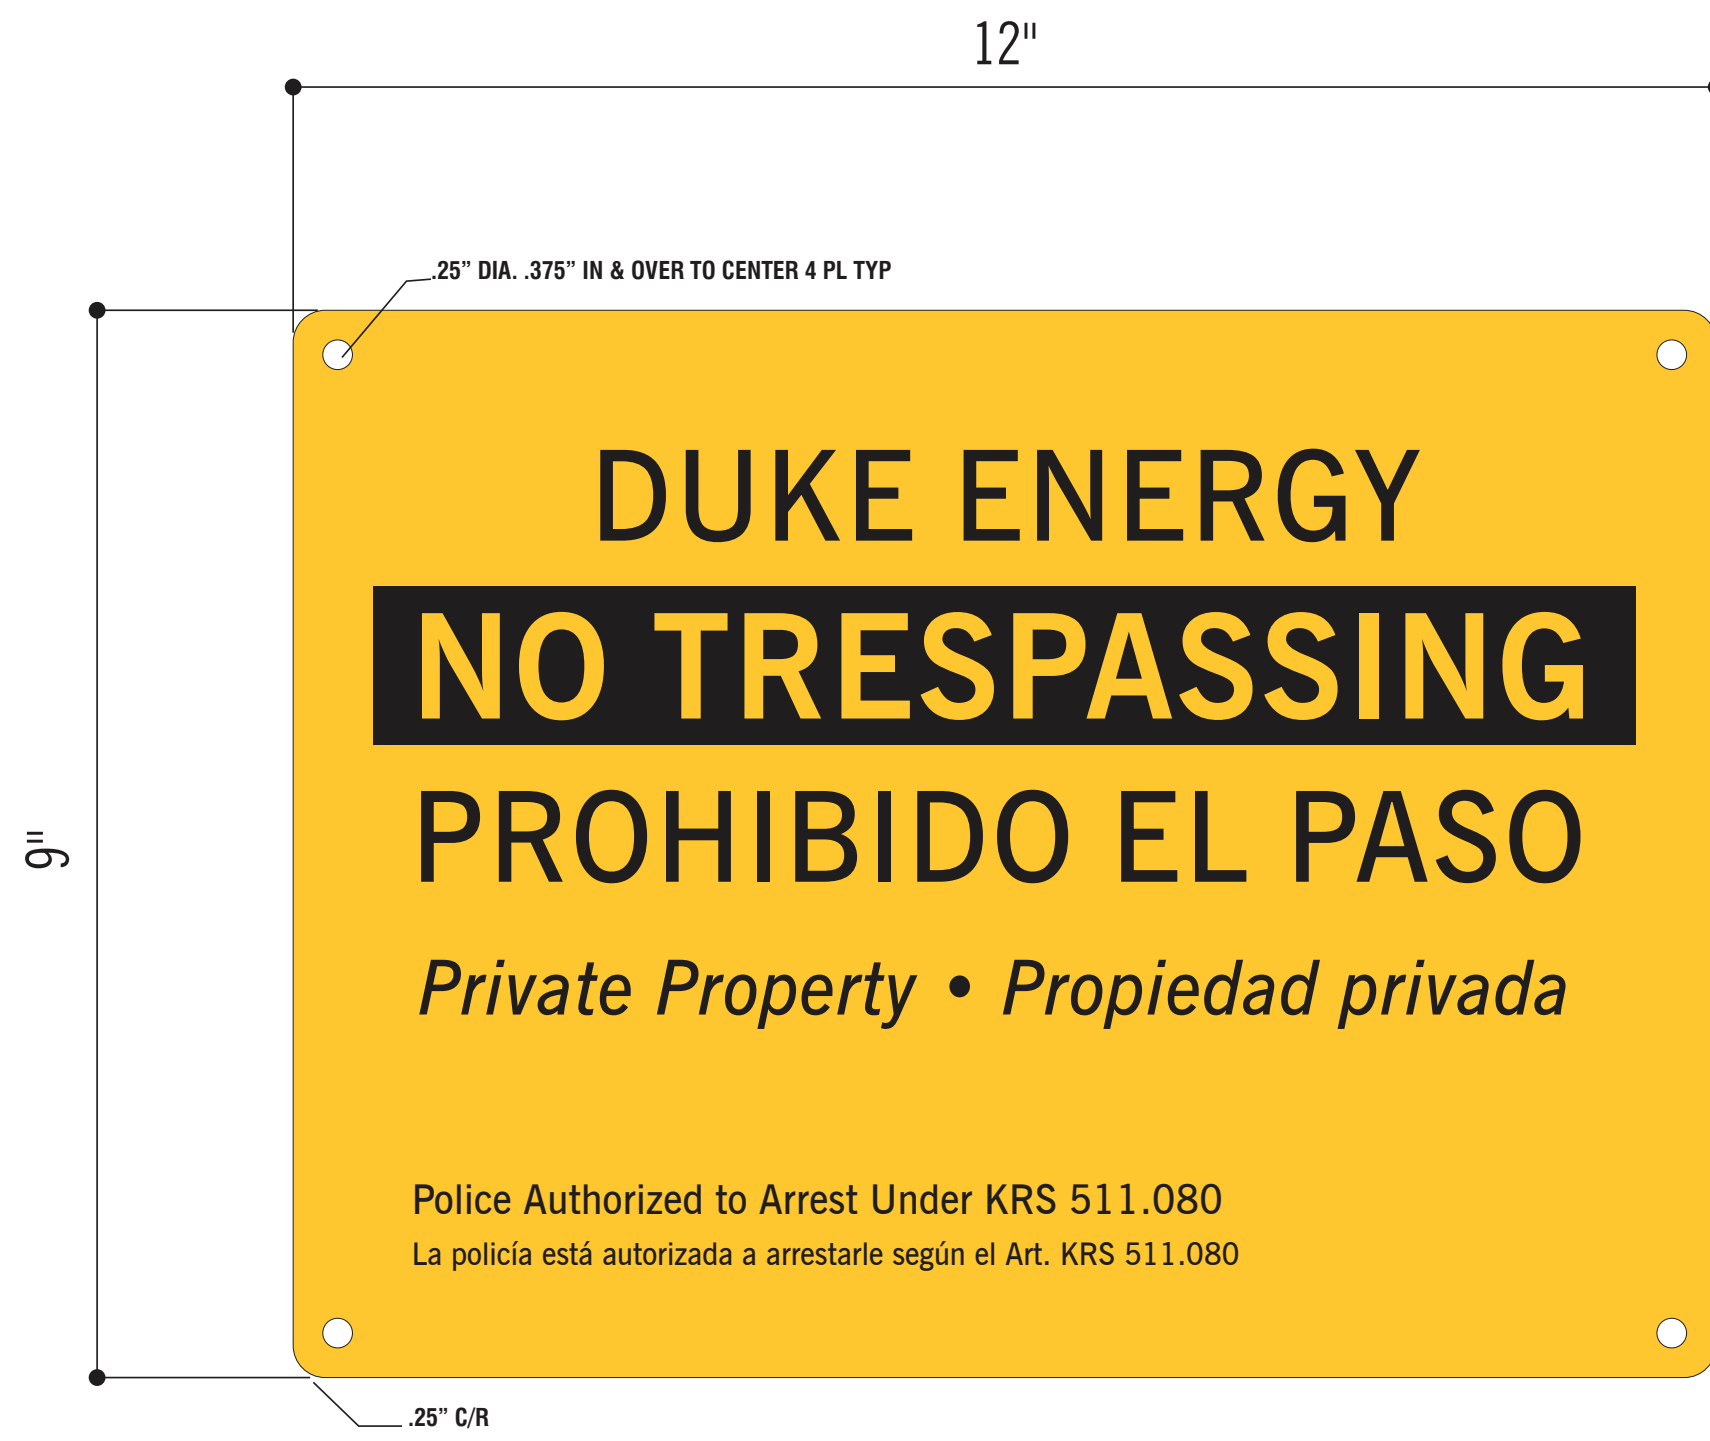 12"
.25” DIA. .375” IN & OVER TO CENTER 4 PL TYP
DUKE ENERGY
NO TRESPASSING
PROHIBIDO EL PASO
9"
Private Property • Propiedad privada
Police Authorized to Arrest Under KRS 511.080
La policía está autorizada a arrestarle según el Art. KRS 511.080
.25” C/R